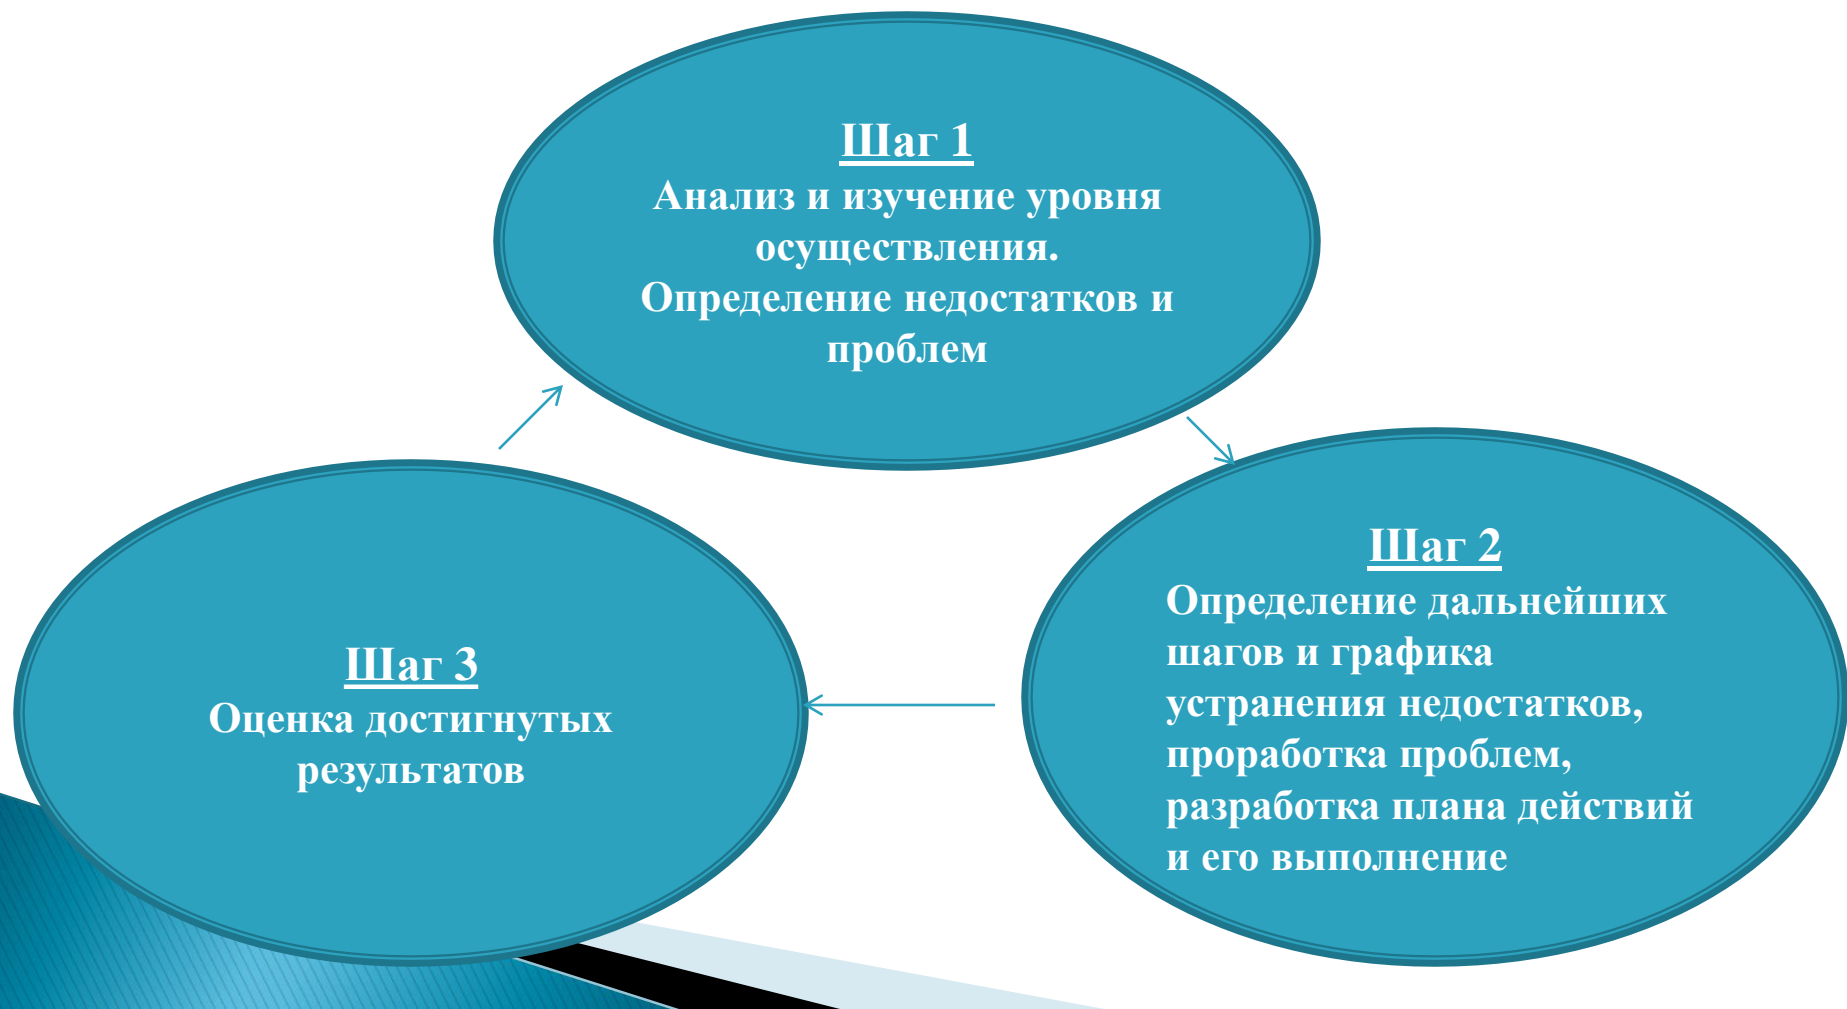 Шаг 1
Анализ и изучение уровня
осуществления.
Определение недостатков и
проблем
Шаг 2
Определение дальнейших
шагов и графика
устранения недостатков,
проработка проблем,
разработка плана действий
и его выполнение
Шаг 3
Оценка достигнутых
результатов